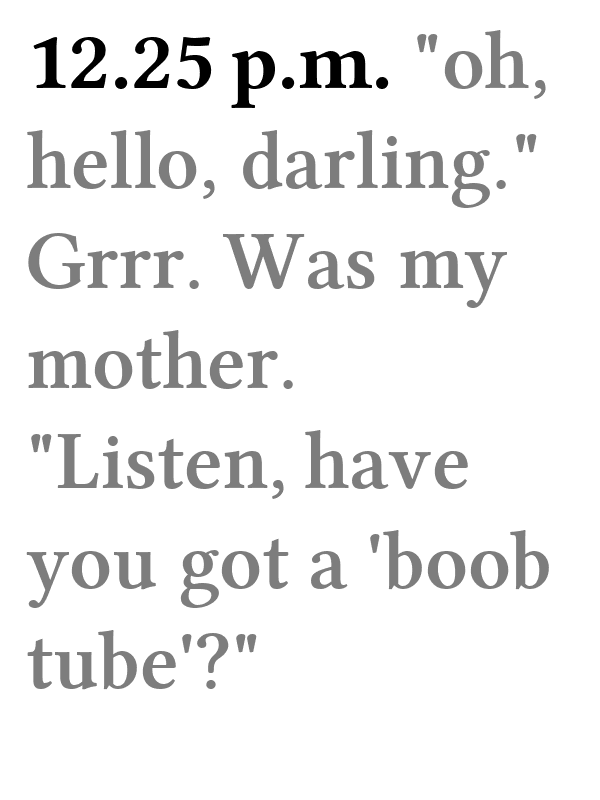 12.25 p.m. "oh,
hello, darling."
Grrr. Was my
mother.
"Listen, have
you got a 'boob
tube'?"